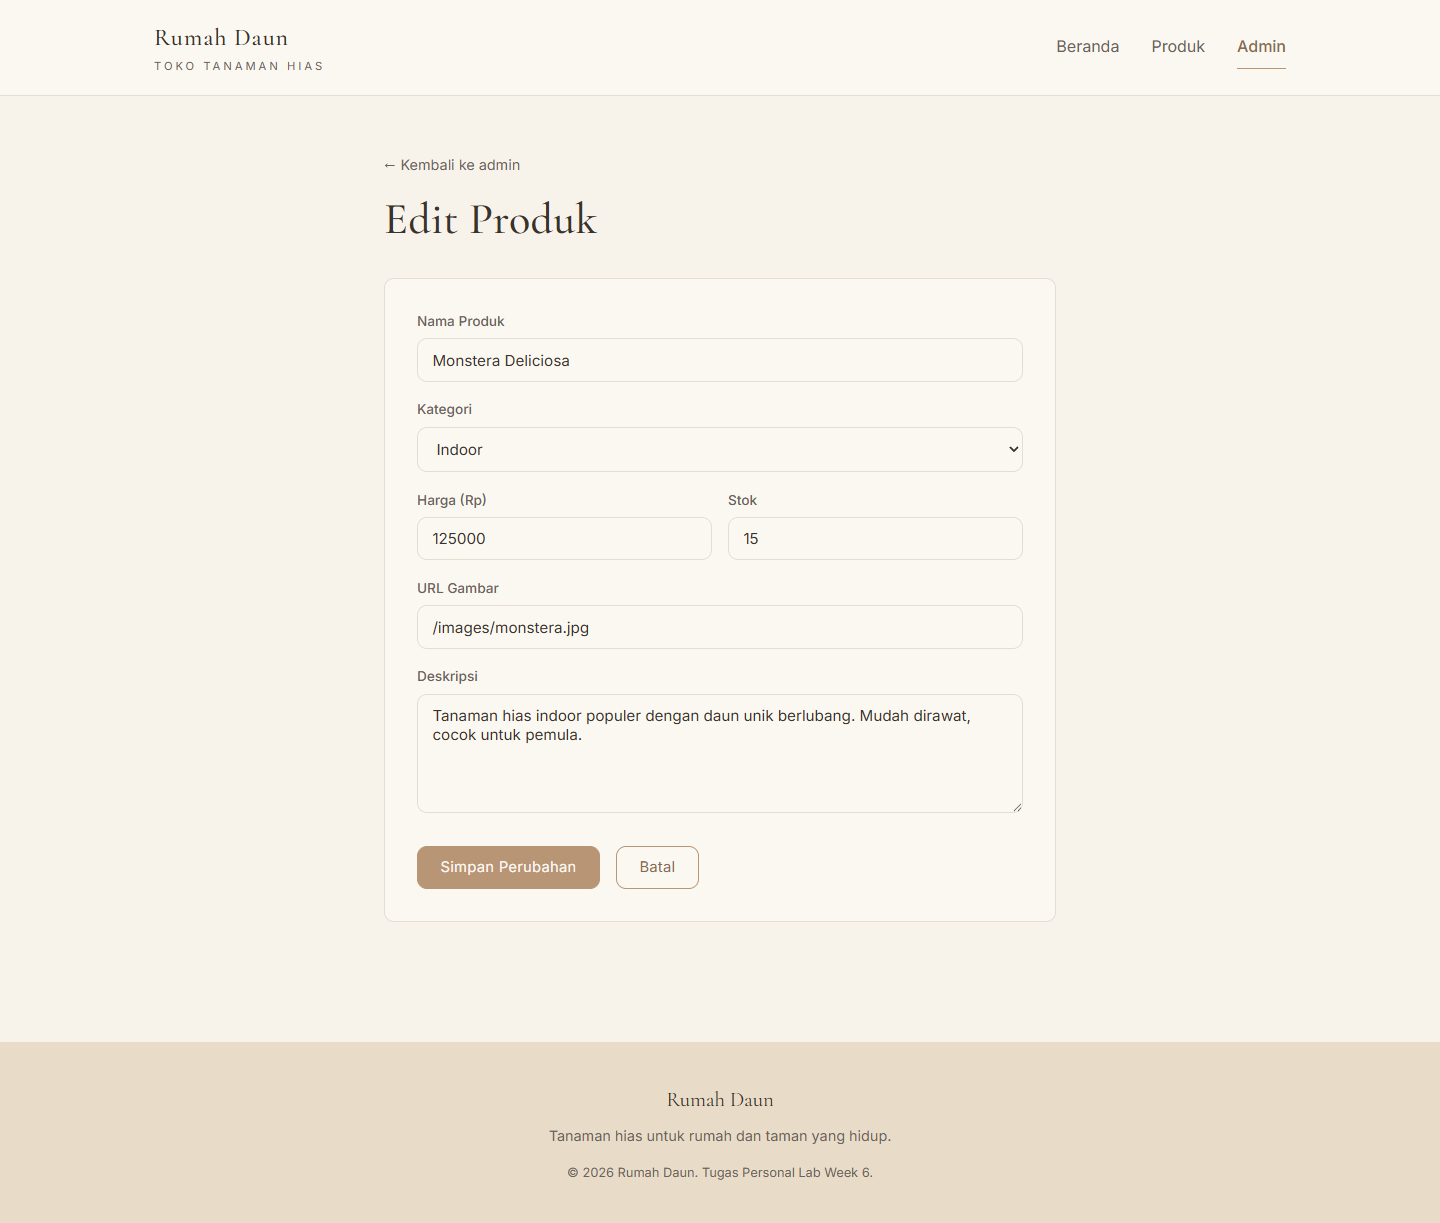 Rumah Daun
TOKO TANAMAN HIAS
Beranda
Produk
Admin
← Kembali ke admin
Edit Produk
Nama Produk
Monstera Deliciosa
Kategori
Indoor
Harga (Rp)
Stok
125000
15
URL Gambar
/images/monstera.jpg
Deskripsi
Tanaman hias indoor populer dengan daun unik berlubang. Mudah dirawat,
cocok untuk pemula.
Simpan Perubahan
Batal
Rumah Daun
Tanaman hias untuk rumah dan taman yang hidup.
© 2026 Rumah Daun. Tugas Personal Lab Week 6.